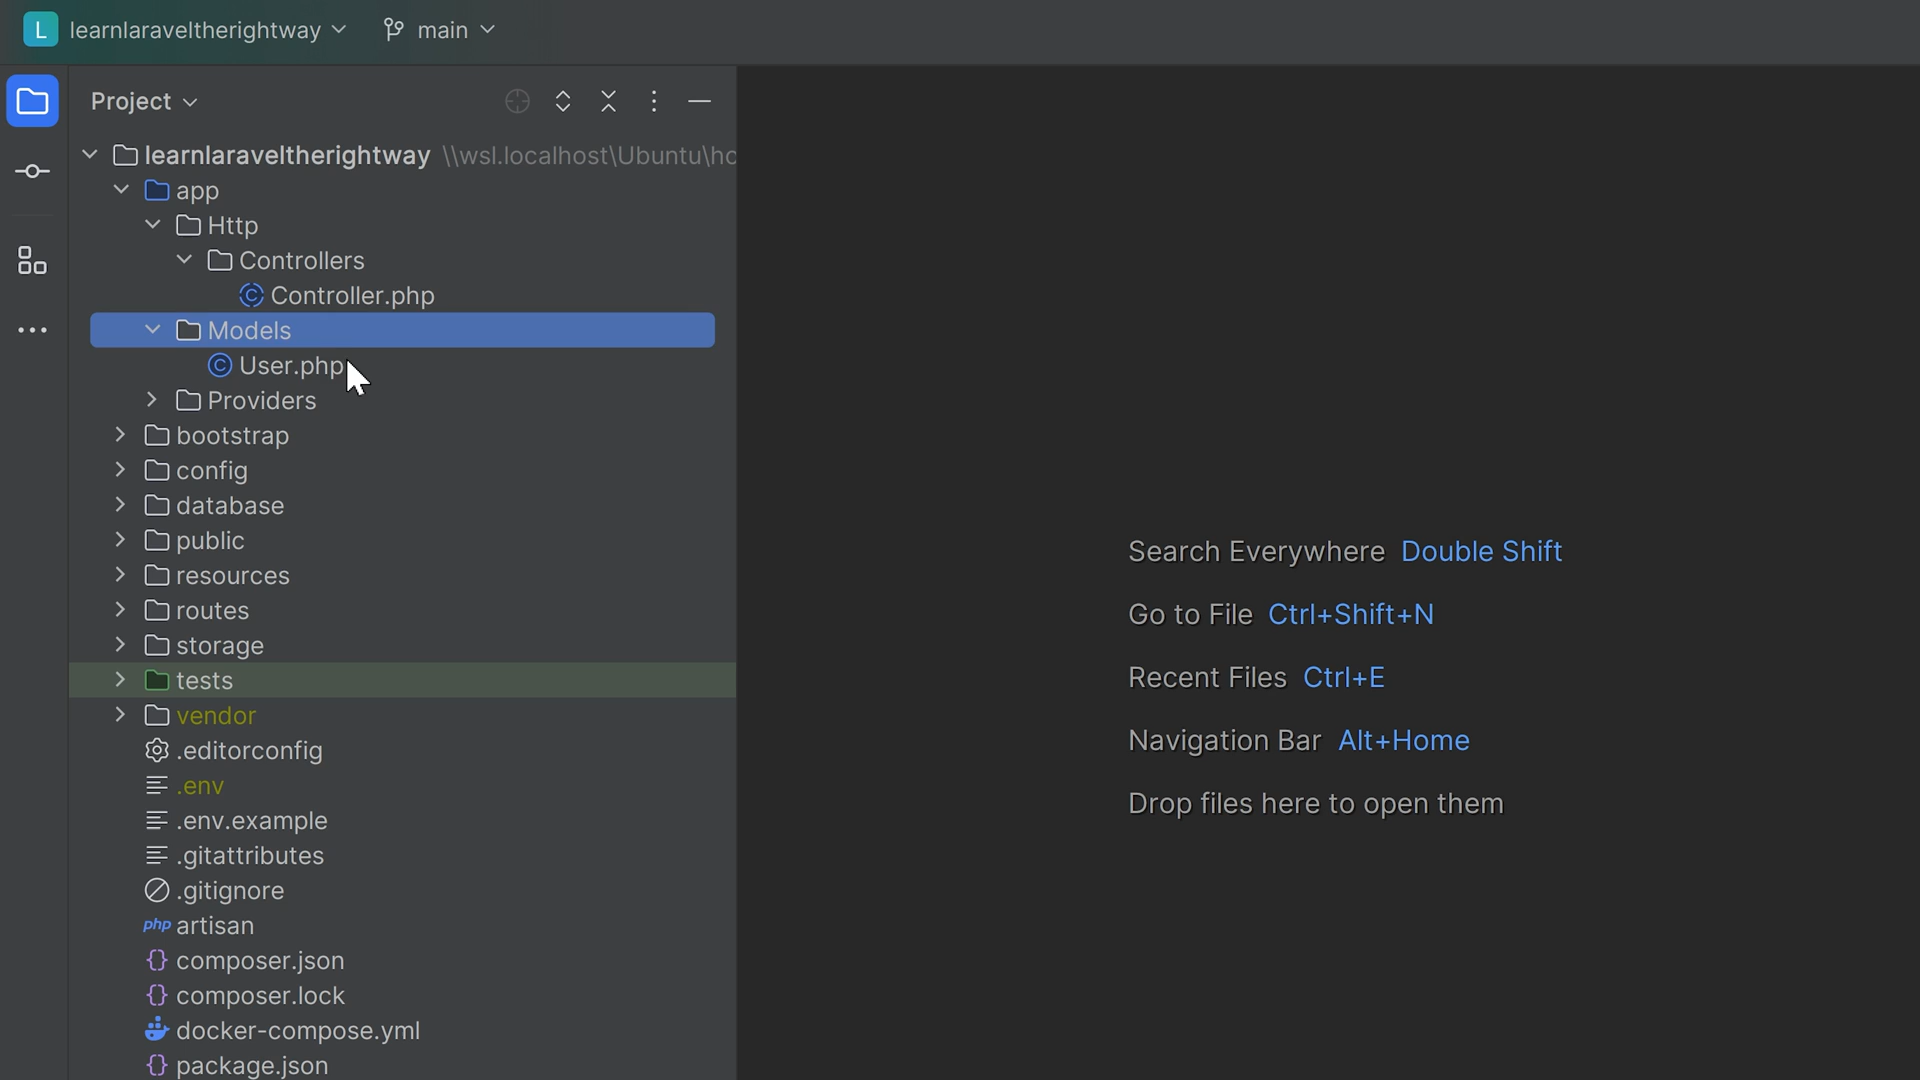 L learnlaraveltherightway main
Project
learnlaraveltherightway \\wsl.localhost\Ubuntu\hc
app
Http
Controllers
Controller.php
Models
User.php
Providers
bootstrap
config
database
public
resources
routes
storage
tests
vendor
.editorconfig
.env
.env.example
.gitattributes
.gitignore
php artisan
composer.json
composer.lock
docker-compose.yml
package.json
Search Everywhere Double Shift
Go to File Ctrl+Shift+N
Recent Files Ctrl+E
Navigation Bar Alt+Home
Drop files here to open them